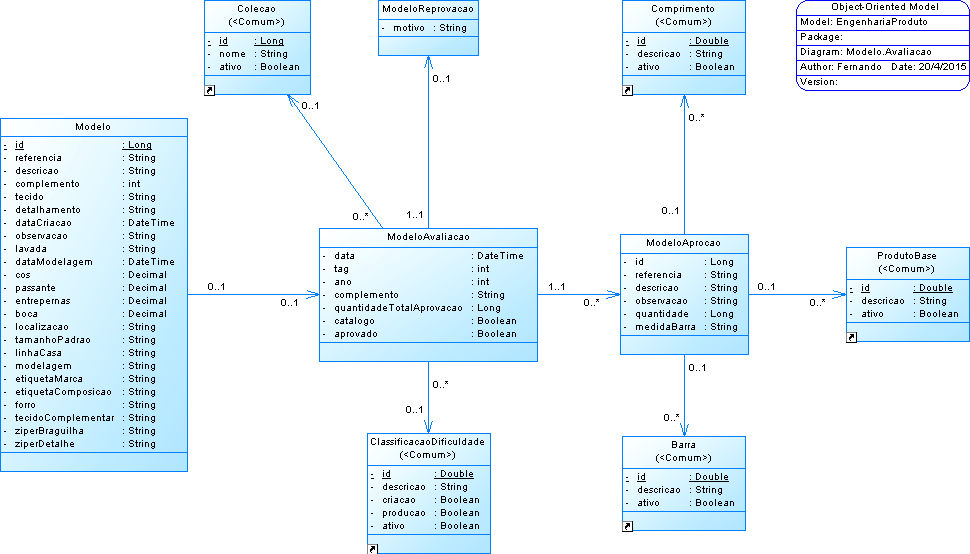 Colecao
(<Comum>)
- id : Long
- nome : String
- ativo : Boolean
ModeloReprovacao
- motivo : String
Comprimento
(<Comum>)
- id : Double
- descricao : String
- ativo : Boolean
Object-Oriented Model
Model: EngenhariaProduto
Package:
Diagram: Modelo.Avaliacao
Author: Fernando Date: 20/4/2015
Version:
0..1
0..1
0..*
Modelo
- id : Long
- referencia : String
- descricao : String
- complemento : int
- tecido : String
- detalhamento : String
- dataCriacao : DateTime
- observacao : String
- lavada : String
- dataModelagem : DateTime
- cos : Decimal
- passante : Decimal
- entrepernas : Decimal
- boca : Decimal
- localizacao : String
- tamanhoPadrao : String
- linhaCasa : String
- modelagem : String
- etiquetaMarca : String
- etiquetaComposicao : String
- forro : String
- tecidoComplementar : String
- ziperBraguilha : String
- ziperDetalhe : String
0..*
1..1
0..1
ModeloAvaliacao
- data : DateTime
- tag : int
- ano : int
- complemento : String
- quantidadeTotalAprovacao : Long
- catalogo : Boolean
- aprovado : Boolean
ModeloAprocao
- id : Long
- referencia : String
- descricao : String
- observacao : String
- quantidade : Long
- medidaBarra : String
ProdutoBase
(<Comum>)
- id : Double
- descricao : String
- ativo : Boolean
0..1
0..1
1..1
0..*
0..1
0..*
0..*
0..1
0..1
0..*
ClassificacaoDificuldade
(<Comum>)
- id : Double
- descricao : String
- criacao : Boolean
- producao : Boolean
- ativo : Boolean
Barra
(<Comum>)
- id : Double
- descricao : String
- ativo : Boolean